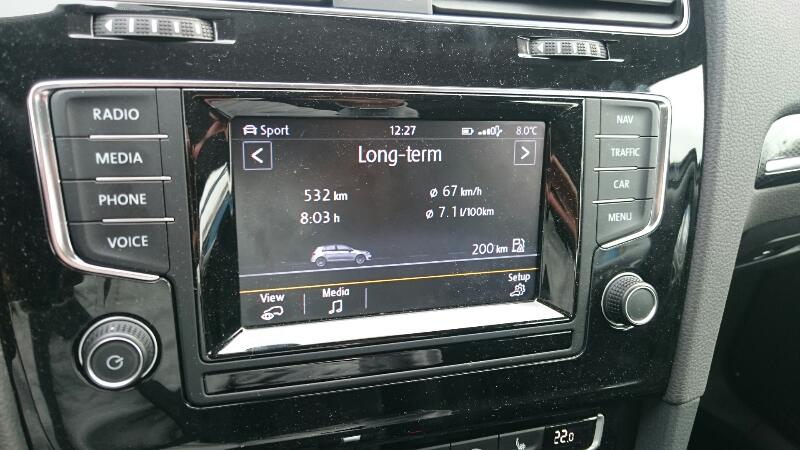 RADIO
MEDIA
PHONE
VOICE
Sport 12:27 8.0°C
Long-term
532 km ø 67 km/h
8:03 h ø 7.1 l/100km
200 km
View Media Setup
NAV
TRAFFIC
CAR
MENU
22.0